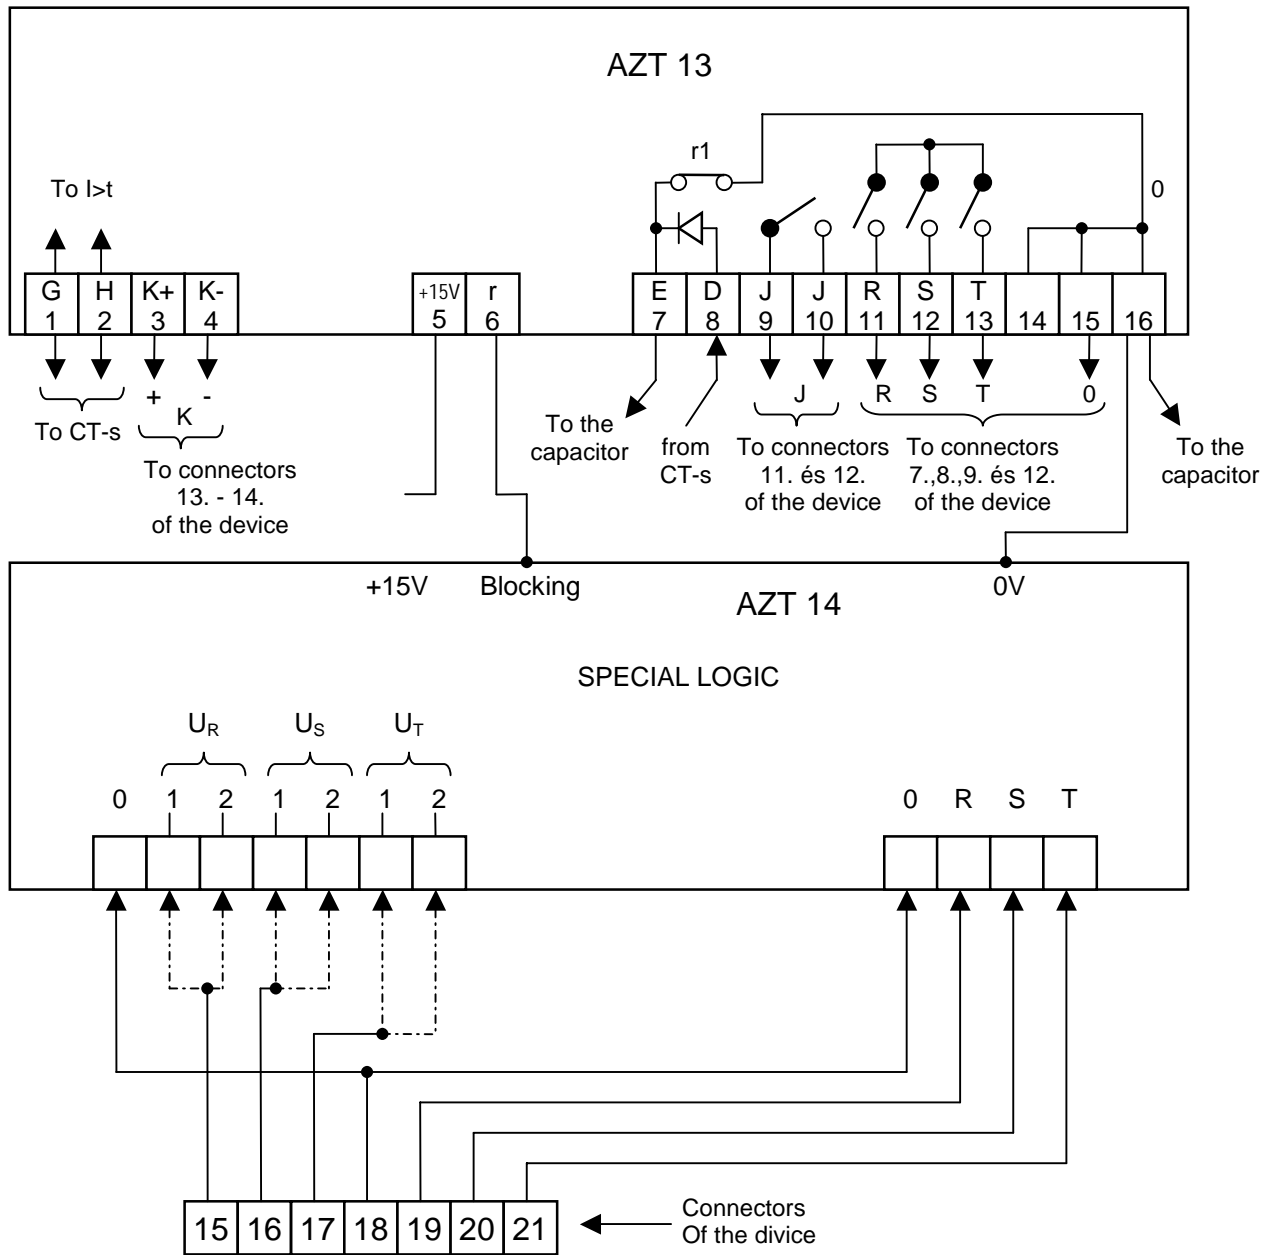 AZT 13
r1
To I>t
0
G H K+ K- +15V r E D J J R S T
1 2 3 4 5 6 7 8 9 10 11 12 13 14 15 16
+ - J R S T 0
K
To CT-s
To connectors
13. - 14.
of the device
To the
capacitor
from
CT-s
To connectors
11. és 12.
of the device
To connectors
7.,8.,9. és 12.
of the device
To the
capacitor
+15V Blocking 0V
AZT 14
SPECIAL LOGIC
UR US UT
0 1 2 1 2 1 2 0 R S T
15 16 17 18 19 20 21
Connectors
Of the divice